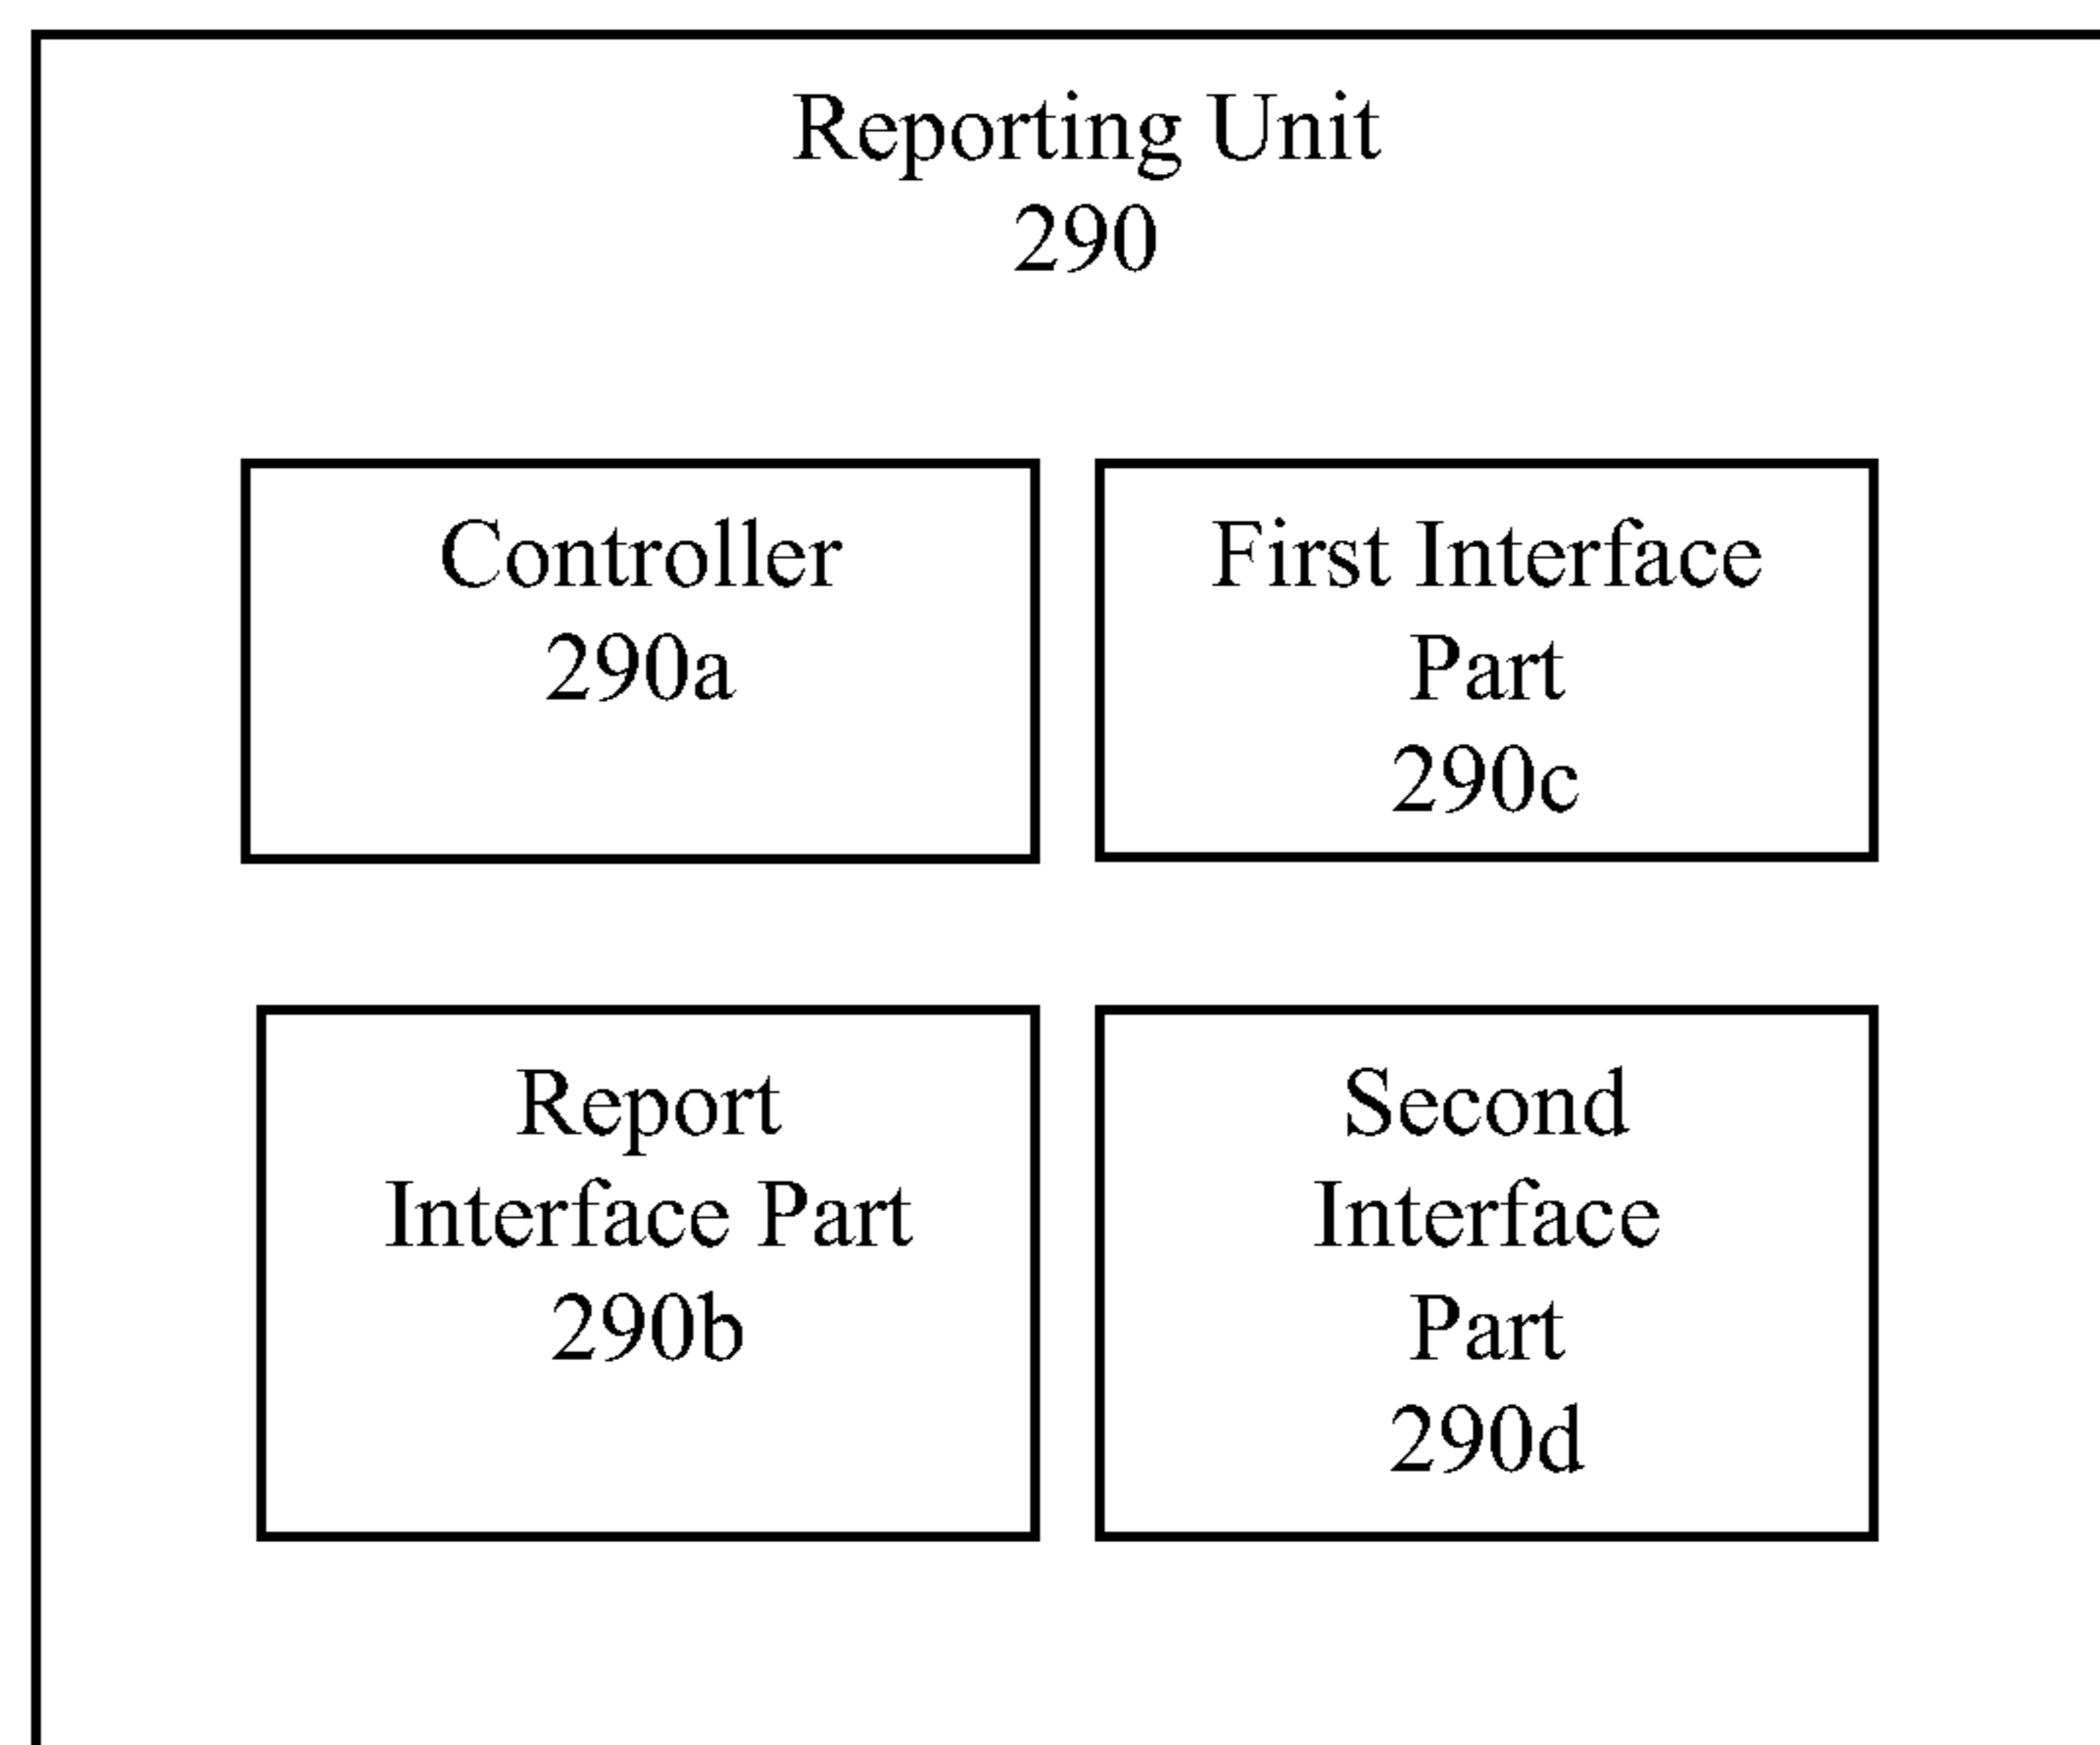 Reporting Unit
290
Controller
290a
First Interface
Part
290c
Report
Interface Part
290b
Second
Interface
Part
290d